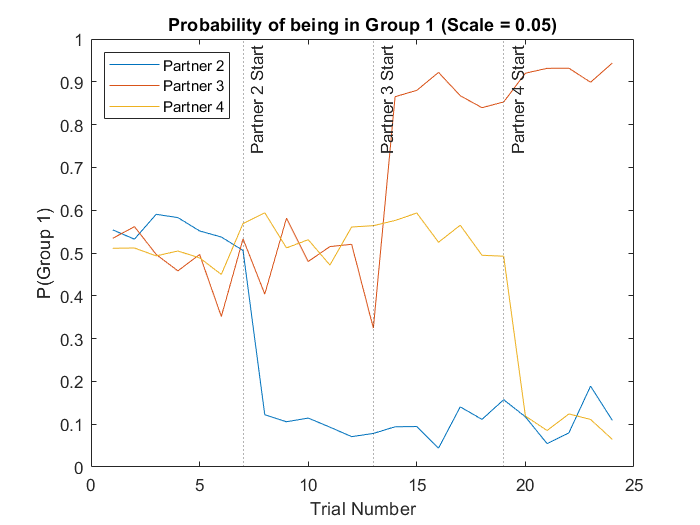 Probability of being in Group 1 (Scale = 0.05)
Partner 2
Partner 3
Partner 4
Partner 2 Start
Partner 3 Start
Partner 4 Start
P(Group 1)
1
0.9
0.8
0.7
0.6
0.5
0.4
0.3
0.2
0.1
0
0 5 10 15 20 25
Trial Number